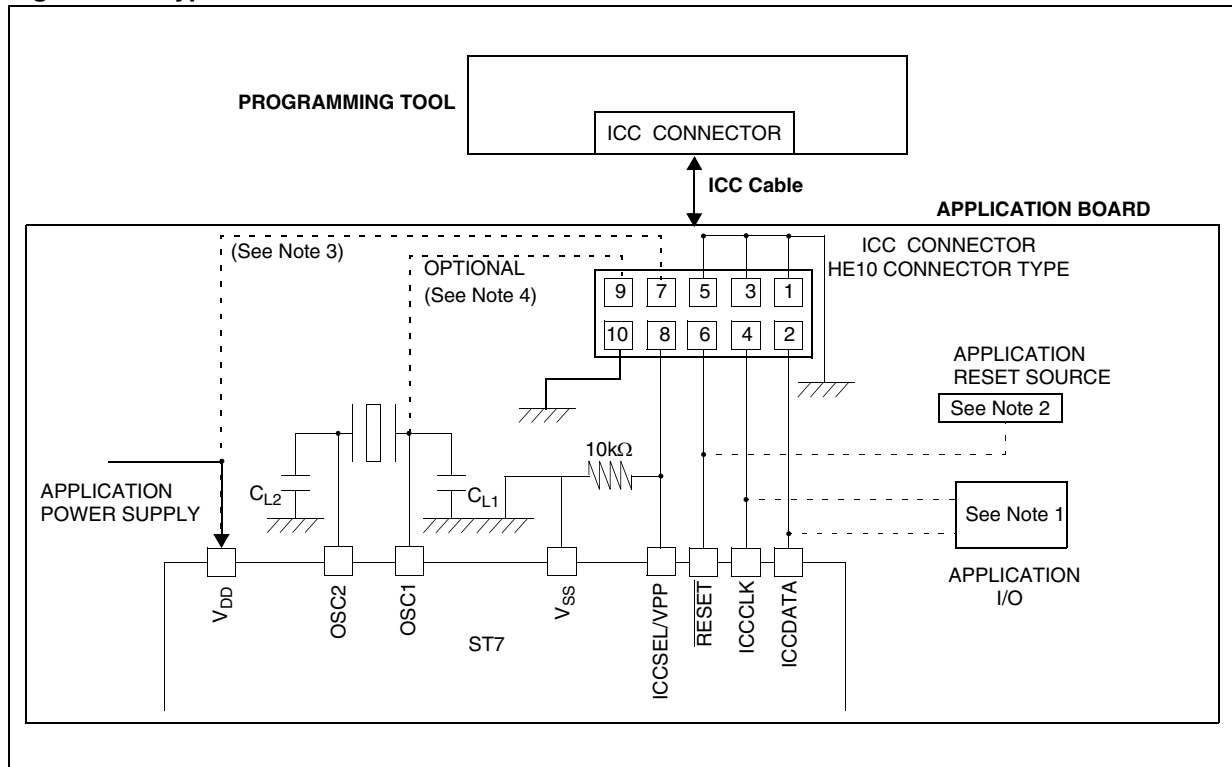 PROGRAMMING TOOL
ICC CONNECTOR
ICC Cable
APPLICATION BOARD
(See Note 3)
OPTIONAL
(See Note 4)
ICC CONNECTOR
HE10 CONNECTOR TYPE
9 7 5 3 1
10 8 6 4 2
APPLICATION
RESET SOURCE
See Note 2
10kΩ
APPLICATION
POWER SUPPLY
CL2
CL1
See Note 1
APPLICATION
I/O
VDD
OSC2
OSC1
VSS
ICCSEL/VPP
RESET
ICCCLK
ICCDATA
ST7